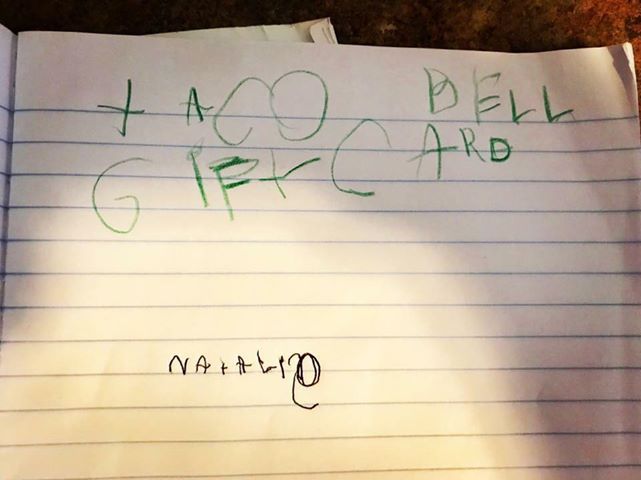 tACO BELL
GIFt CARD
NAtALIe